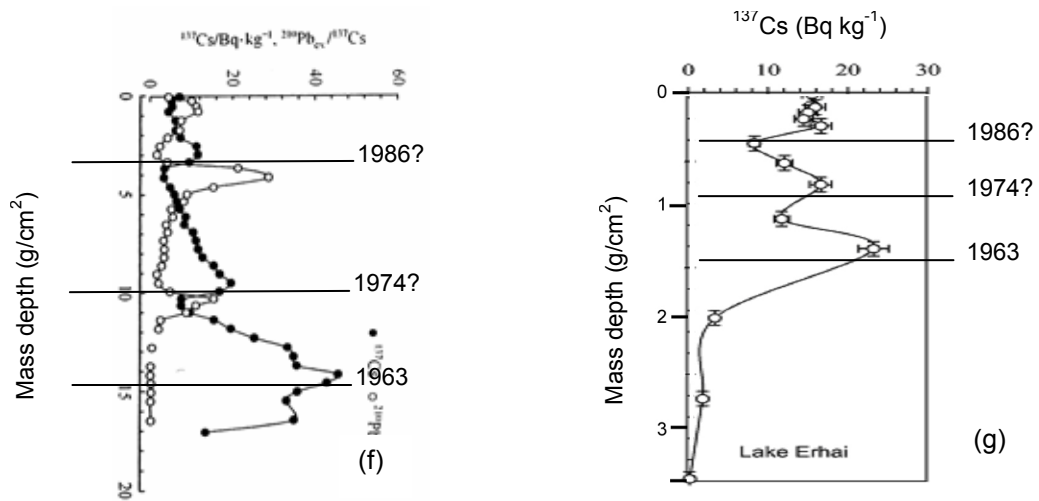 ¹³⁷Cs/Bq·kg⁻¹, ²¹⁰Pbₑₓ/¹³⁷Cs
0 20 40 60
0
5
10
15
20
Mass depth (g/cm²)
1986?
1974?
1963
¹³⁷C
²¹⁰Pt
(f)
¹³⁷Cs (Bq kg⁻¹)
0 10 20 30
0
1
2
3
Mass depth (g/cm²)
1986?
1974?
1963
Lake Erhai
(g)